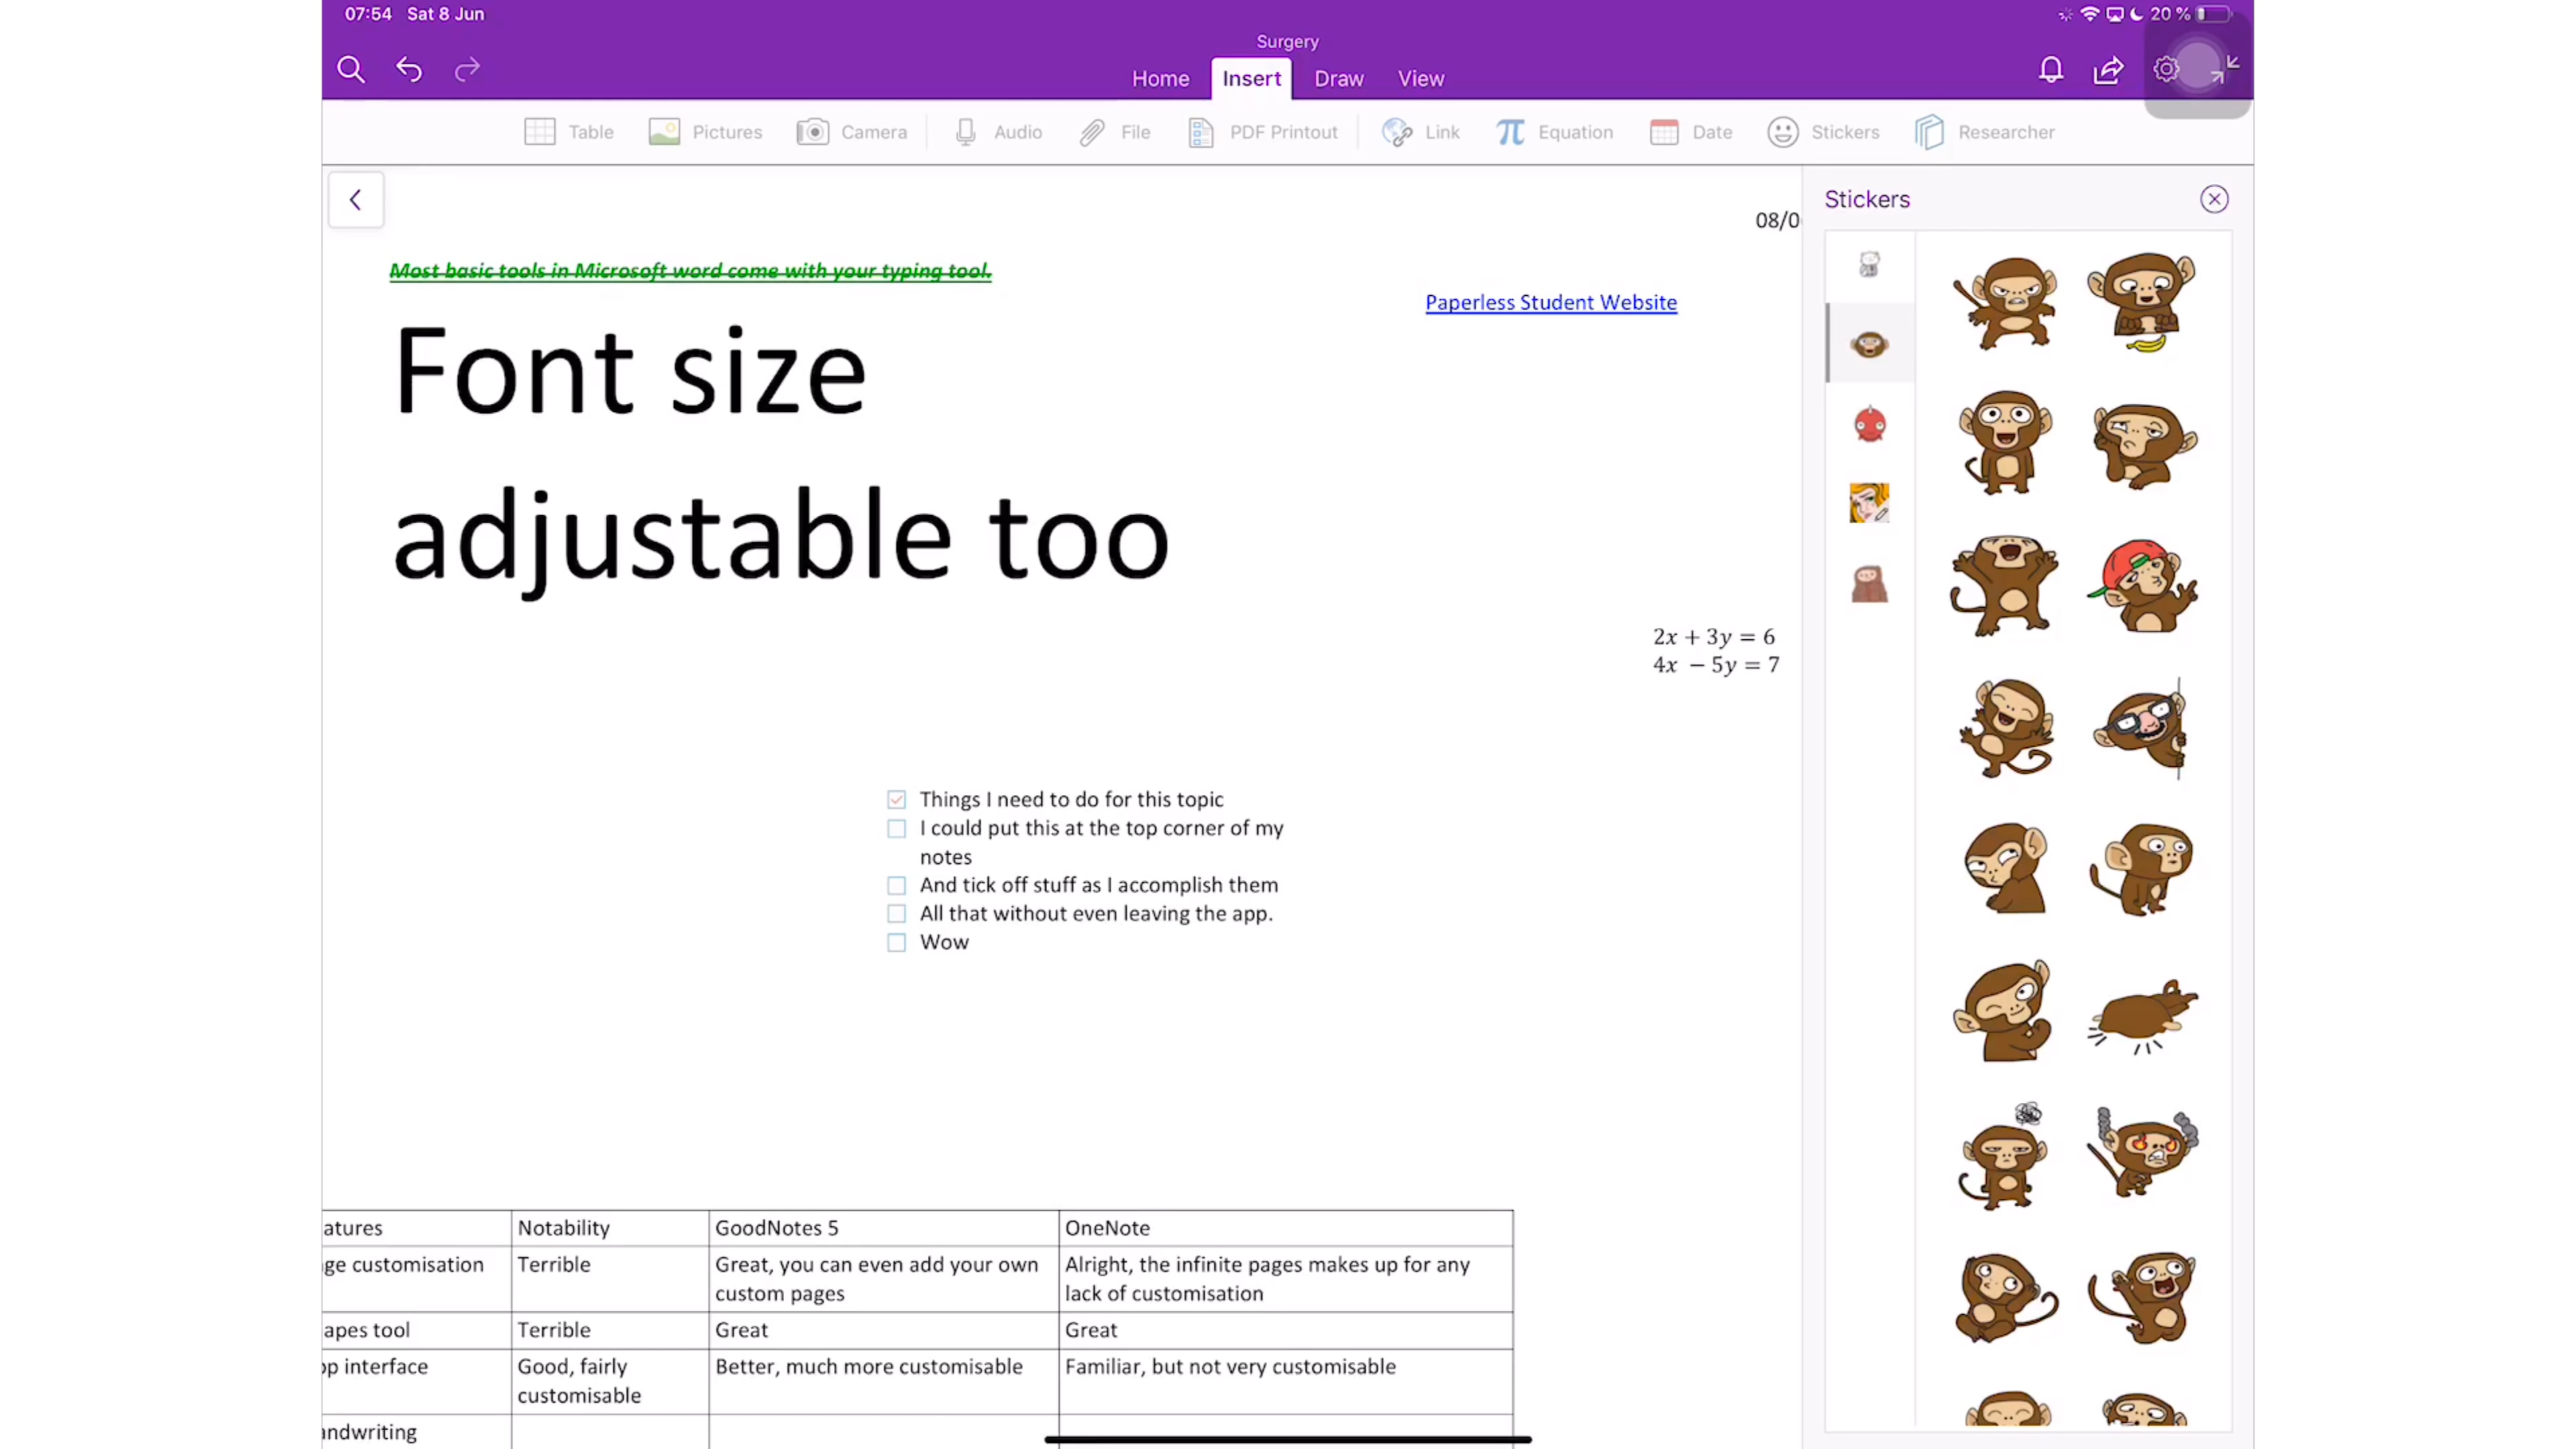 07:54 Sat 8 Jun
20 %
Surgery
Home Insert Draw View
Table Pictures Camera Audio File PDF Printout Link Equation Date Stickers Researcher
Stickers
08/0
Most basic tools in Microsoft word come with your typing tool.
Paperless Student Website
Font size
adjustable too
2x + 3y = 6
4x − 5y = 7
Things I need to do for this topic
I could put this at the top corner of my
notes
And tick off stuff as I accomplish them
All that without even leaving the app.
Wow
atures Notability GoodNotes 5 OneNote
ge customisation Terrible Great, you can even add your own Alright, the infinite pages makes up for any
custom pages lack of customisation
apes tool Terrible Great Great
pp interface Good, fairly Better, much more customisable Familiar, but not very customisable
customisable
andwriting